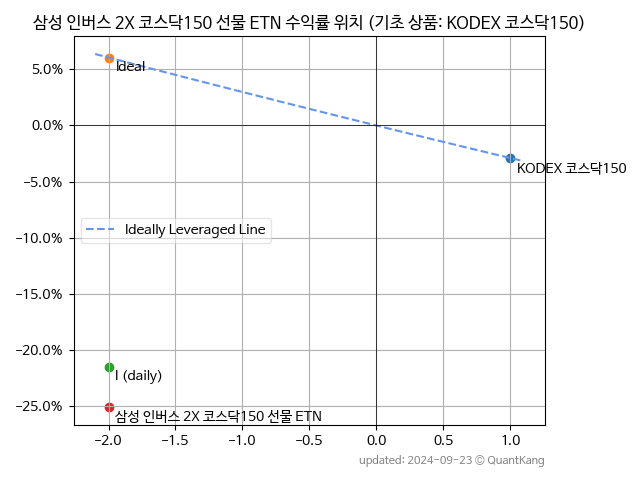 삼성 인버스 2X 코스닥150 선물 ETN 수익률 위치 (기초 상품: KODEX 코스닥150)
5.0%
0.0%
−5.0%
−10.0%
−15.0%
−20.0%
−25.0%
Ideal
KODEX 코스닥150
Ideally Leveraged Line
I (daily)
삼성 인버스 2X 코스닥150 선물 ETN
−2.0 −1.5 −1.0 −0.5 0.0 0.5 1.0
updated: 2024-09-23 © QuantKang